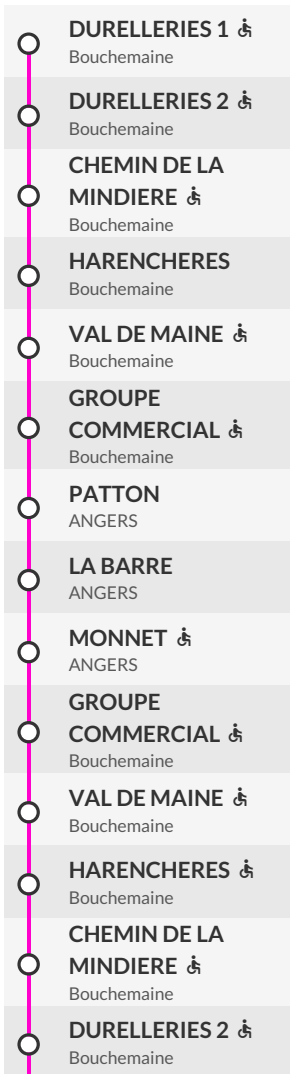 DURELLERIES 1
Bouchemaine
DURELLERIES 2
Bouchemaine
CHEMIN DE LA
MINDIERE
Bouchemaine
HARENCHERES
Bouchemaine
VAL DE MAINE
Bouchemaine
GROUPE
COMMERCIAL
Bouchemaine
PATTON
ANGERS
LA BARRE
ANGERS
MONNET
ANGERS
GROUPE
COMMERCIAL
Bouchemaine
VAL DE MAINE
Bouchemaine
HARENCHERES
Bouchemaine
CHEMIN DE LA
MINDIERE
Bouchemaine
DURELLERIES 2
Bouchemaine